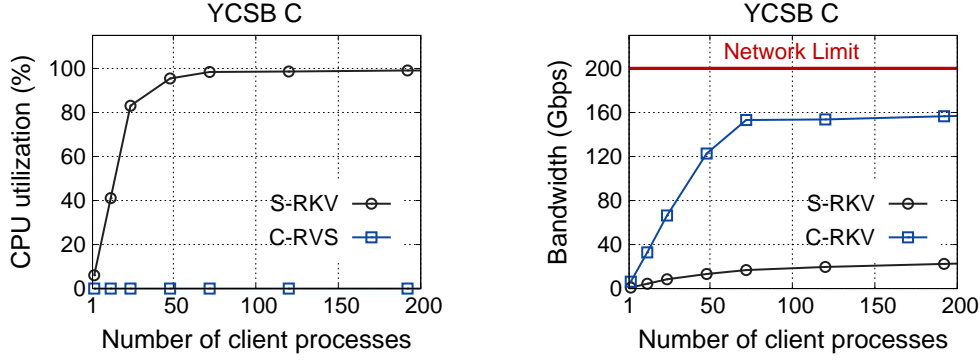 YCSB C
CPU utilization (%)
100
80
60
40
20
0
S-RKV
C-RVS
1
50
100
150
200
Number of client processes
YCSB C
Bandwidth (Gbps)
Network Limit
200
160
120
80
40
0
S-RKV
C-RKV
1
50
100
150
200
Number of client processes